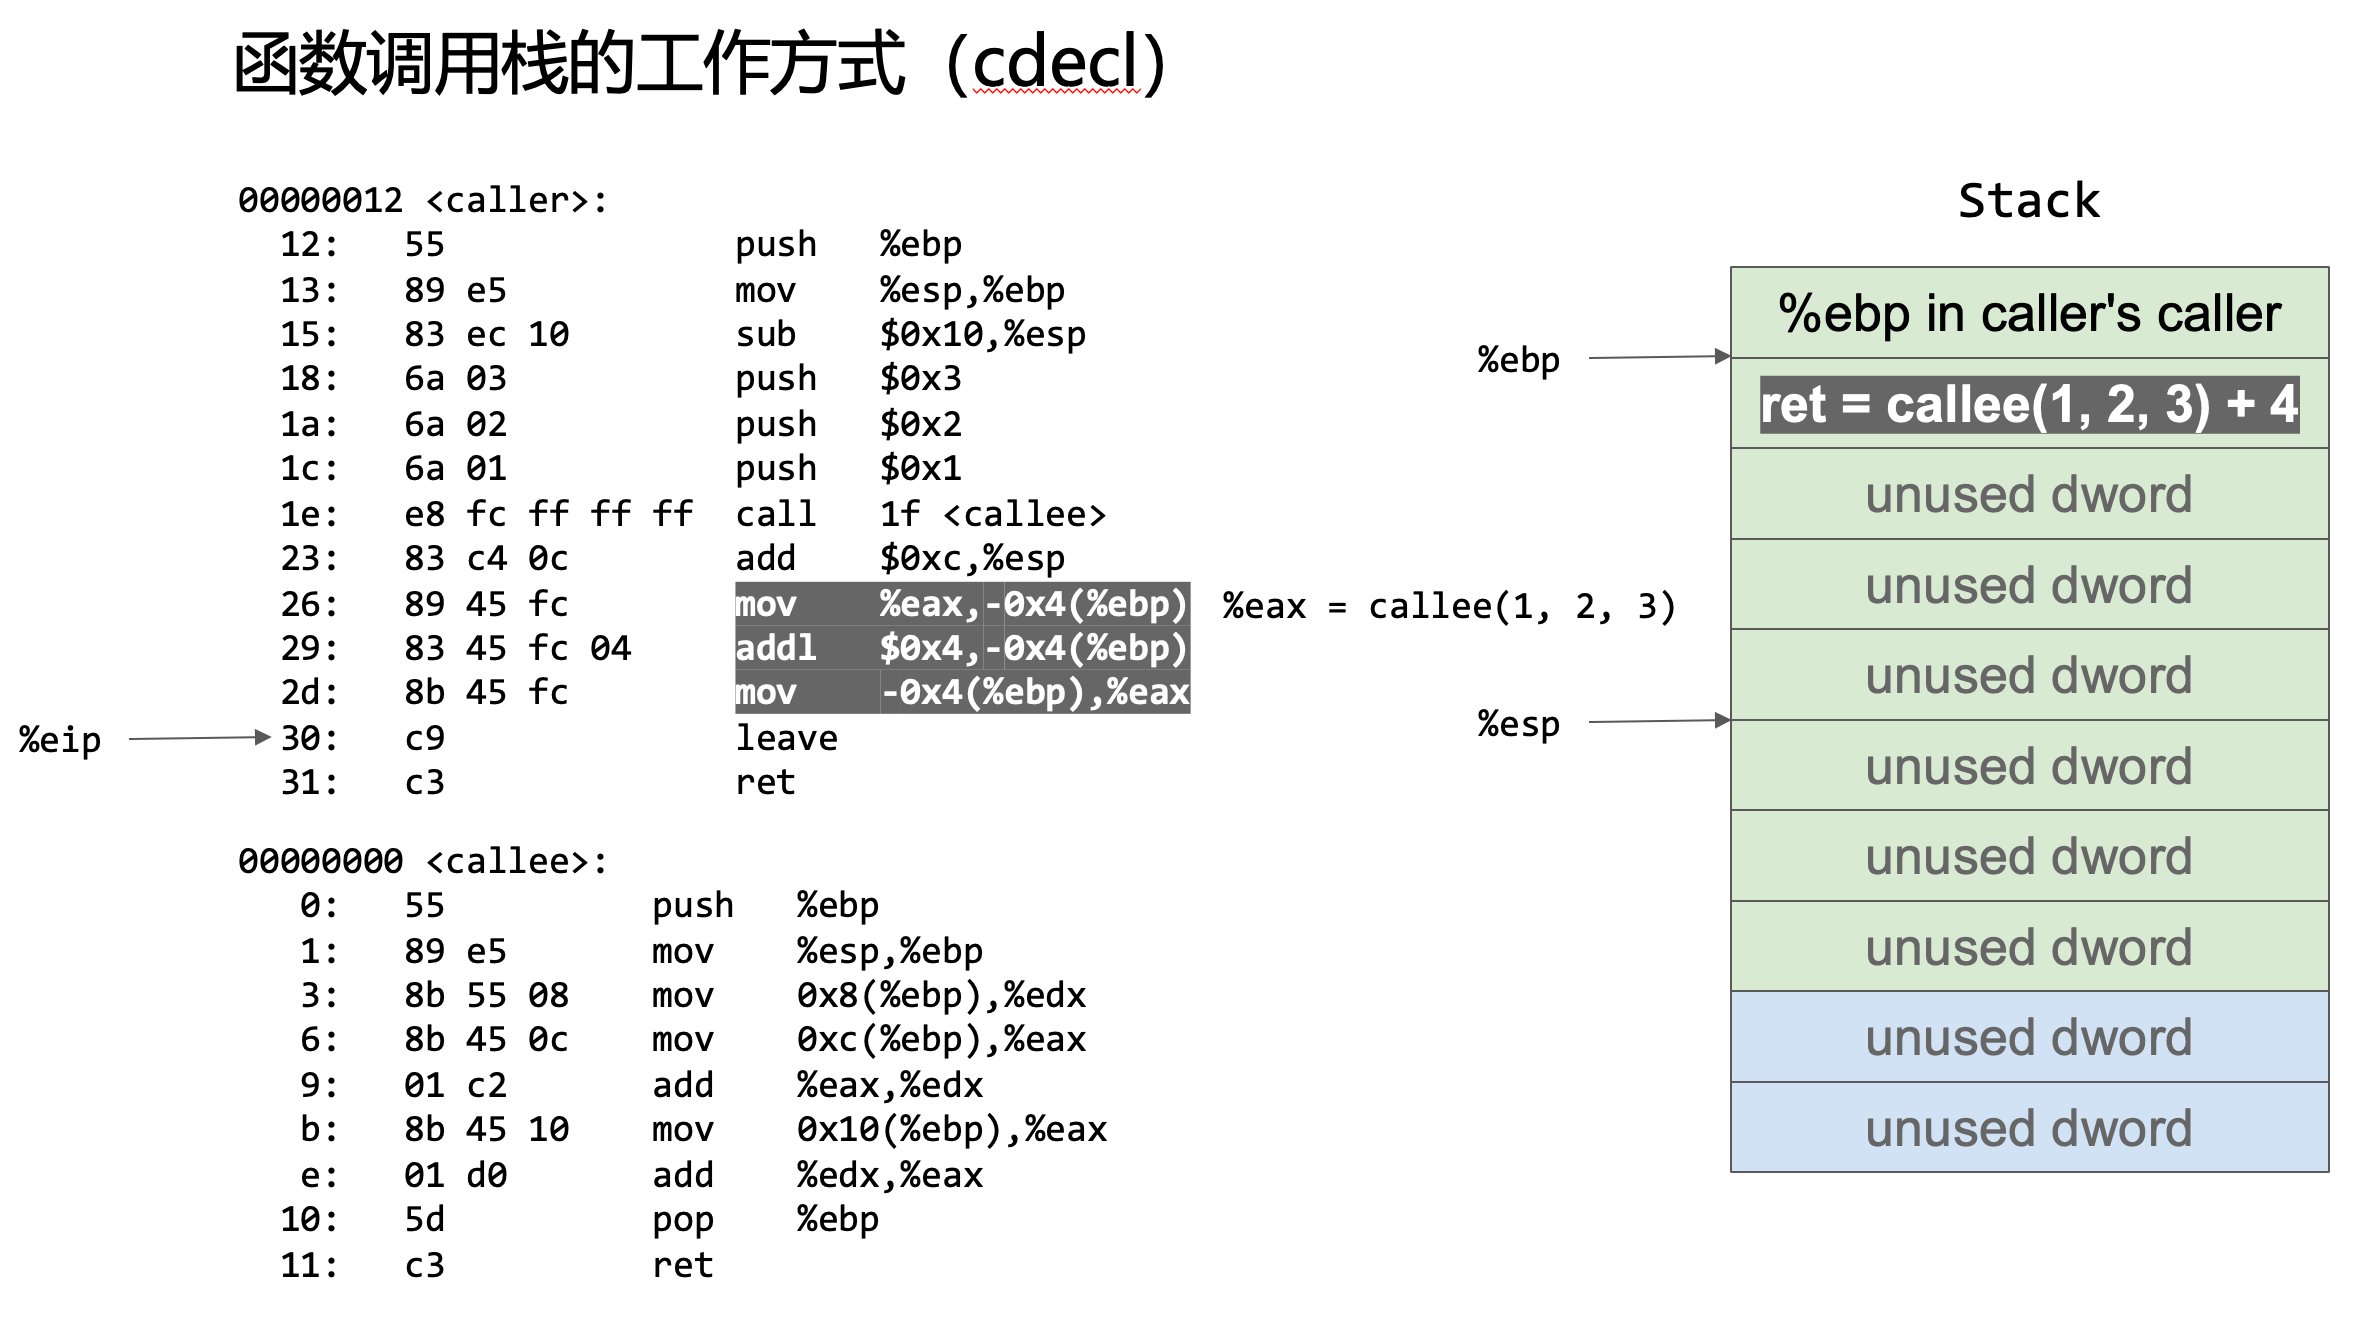 函数调用栈的工作方式（cdecl）
00000012 <caller>:
12: 55 push %ebp
13: 89 e5 mov %esp,%ebp
15: 83 ec 10 sub $0x10,%esp
18: 6a 03 push $0x3
1a: 6a 02 push $0x2
1c: 6a 01 push $0x1
1e: e8 fc ff ff ff call 1f <callee>
23: 83 c4 0c add $0xc,%esp
26: 89 45 fc mov %eax,-0x4(%ebp) %eax = callee(1, 2, 3)
29: 83 45 fc 04 addl $0x4,-0x4(%ebp)
2d: 8b 45 fc mov -0x4(%ebp),%eax
%eip 30: c9 leave
31: c3 ret
00000000 <callee>:
0: 55 push %ebp
1: 89 e5 mov %esp,%ebp
3: 8b 55 08 mov 0x8(%ebp),%edx
6: 8b 45 0c mov 0xc(%ebp),%eax
9: 01 c2 add %eax,%edx
b: 8b 45 10 mov 0x10(%ebp),%eax
e: 01 d0 add %edx,%eax
10: 5d pop %ebp
11: c3 ret
Stack
%ebp in caller's caller
%ebp
ret = callee(1, 2, 3) + 4
unused dword
unused dword
unused dword
%esp
unused dword
unused dword
unused dword
unused dword
unused dword